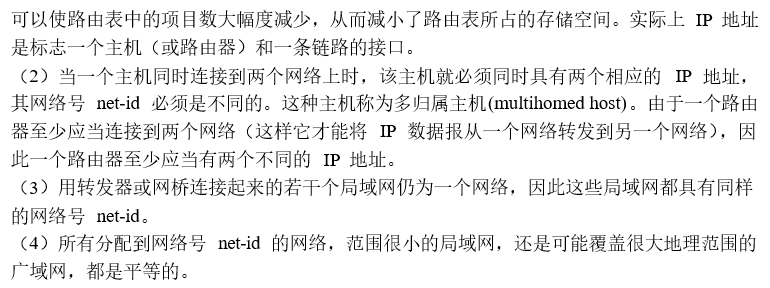 可以使路由表中的项目数大幅度减少，从而减小了路由表所占的存储空间。实际上 IP 地址
是标志一个主机（或路由器）和一条链路的接口。
（2）当一个主机同时连接到两个网络上时，该主机就必须同时具有两个相应的 IP 地址，
其网络号 net-id 必须是不同的。这种主机称为多归属主机(multihomed host)。由于一个路由
器至少应当连接到两个网络（这样它才能将 IP 数据报从一个网络转发到另一个网络），因
此一个路由器至少应当有两个不同的 IP 地址。
（3）用转发器或网桥连接起来的若干个局域网仍为一个网络，因此这些局域网都具有同样
的网络号 net-id。
（4）所有分配到网络号 net-id 的网络，范围很小的局域网，还是可能覆盖很大地理范围的
广域网，都是平等的。